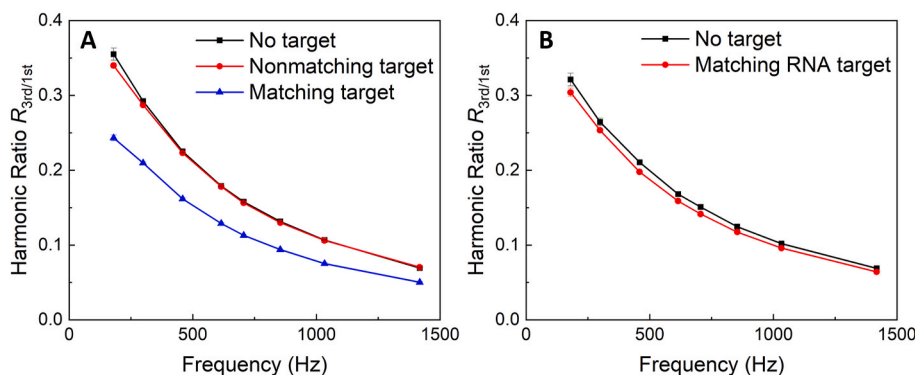 A
No target
Nonmatching target
Matching target
Harmonic Ratio R3rd/1st
0.4
0.3
0.2
0.1
0.0
0
500
1000
1500
Frequency (Hz)
B
No target
Matching RNA target
Harmonic Ratio R3rd/1st
0.4
0.3
0.2
0.1
0.0
0
500
1000
1500
Frequency (Hz)